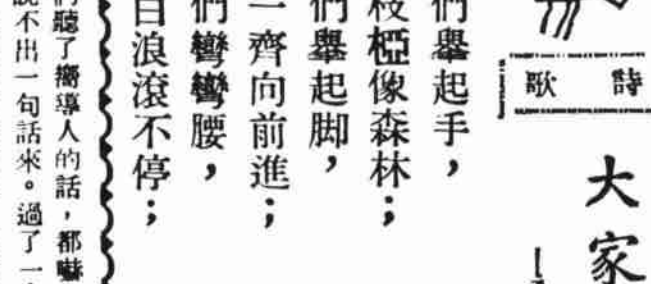 詩歌
大家
們舉起手，
枝椏像森林；
們舉起脚，
一齊向前進；
們彎彎腰，
白浪滾不停；
們聽了嚮導人的話，都嚇
說不出一句話來。過了一